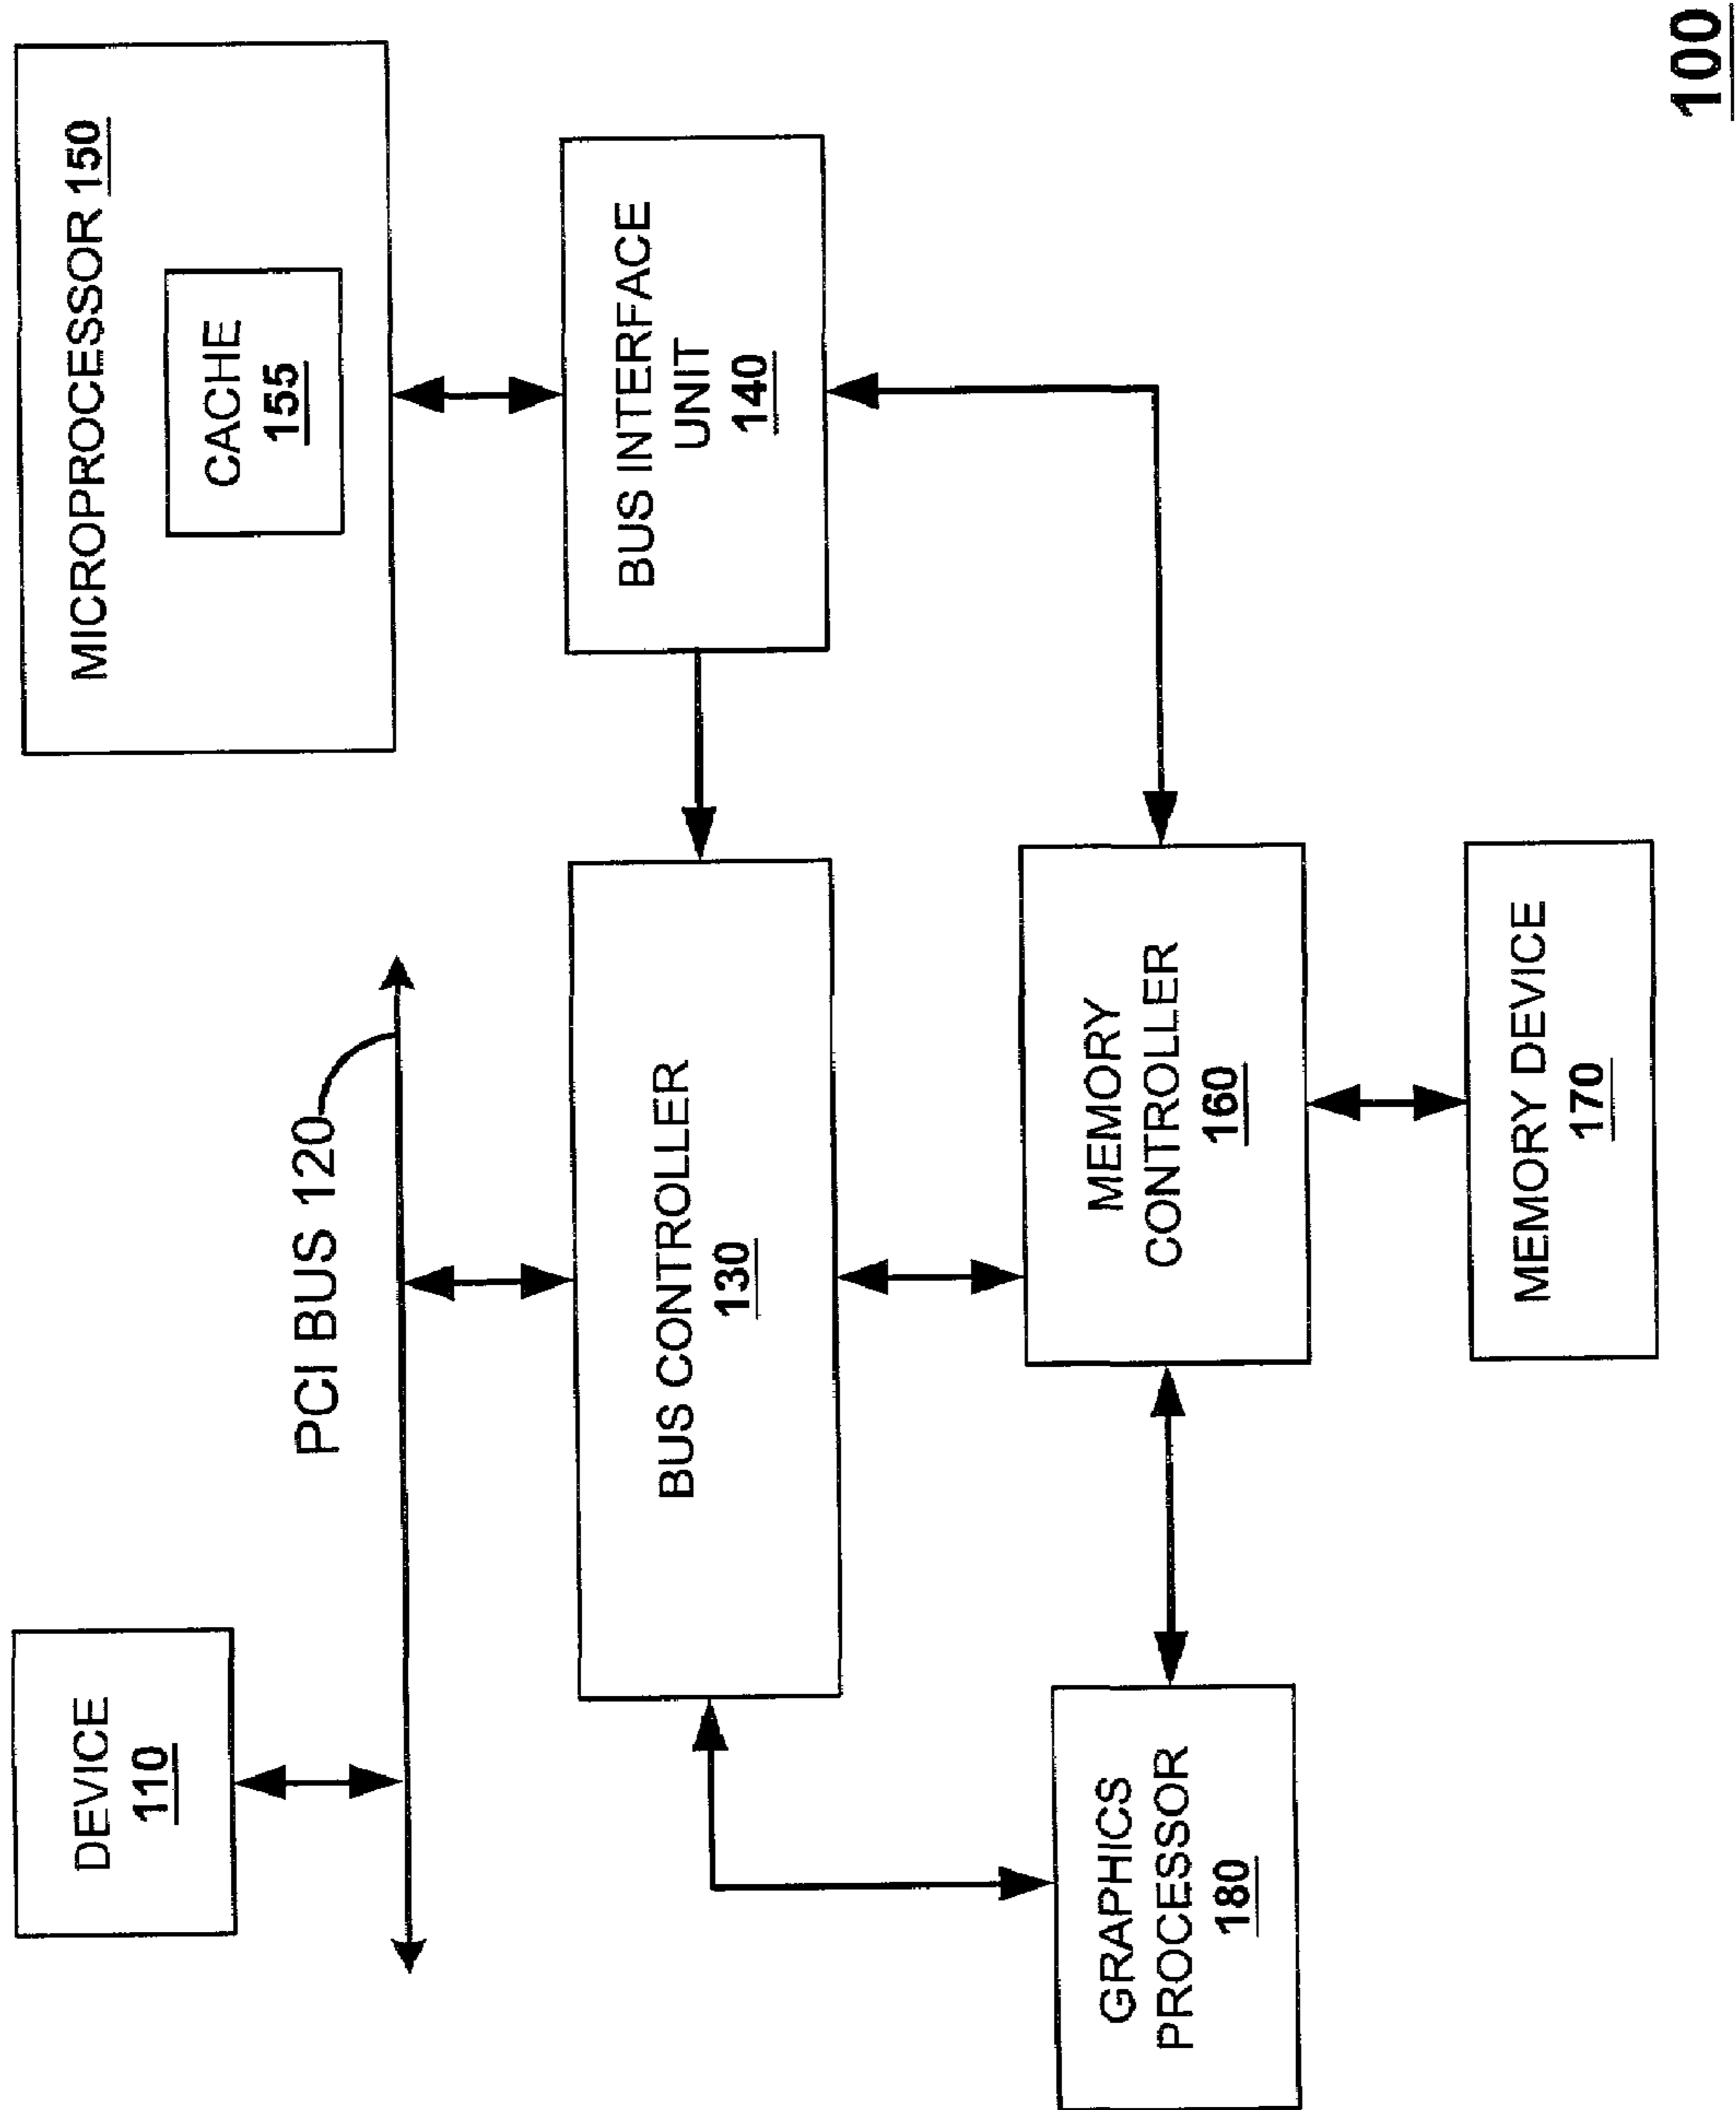 DEVICE
110
PCI BUS 120
MICROPROCESSOR 150
CACHE
155
BUS CONTROLLER
130
BUS INTERFACE
UNIT
140
GRAPHICS
PROCESSOR
180
MEMORY
CONTROLLER
160
MEMORY DEVICE
170
100